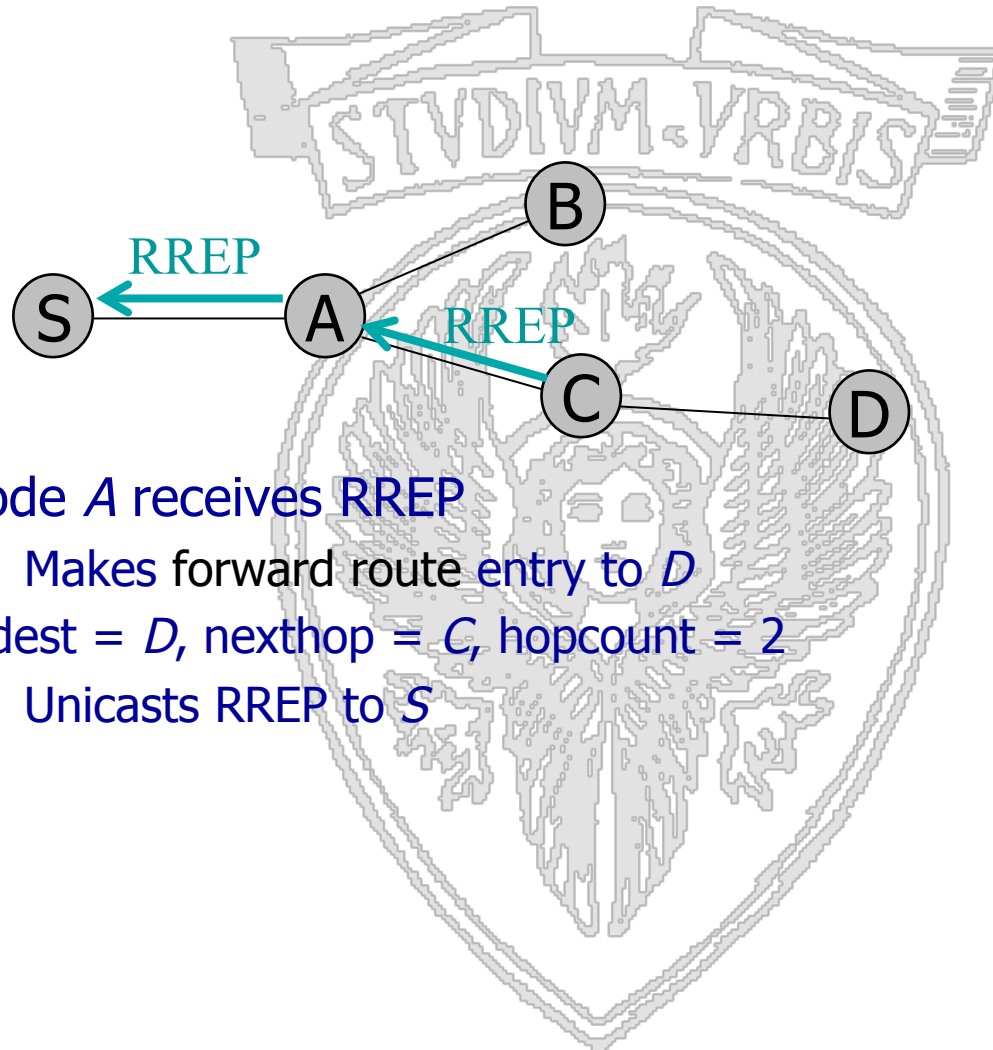 STVDIVM VRBIS
B
RREP
S
A
RREP
C
D
ode A receives RREP
Makes forward route entry to D
dest = D, nexthop = C, hopcount = 2
Unicasts RREP to S